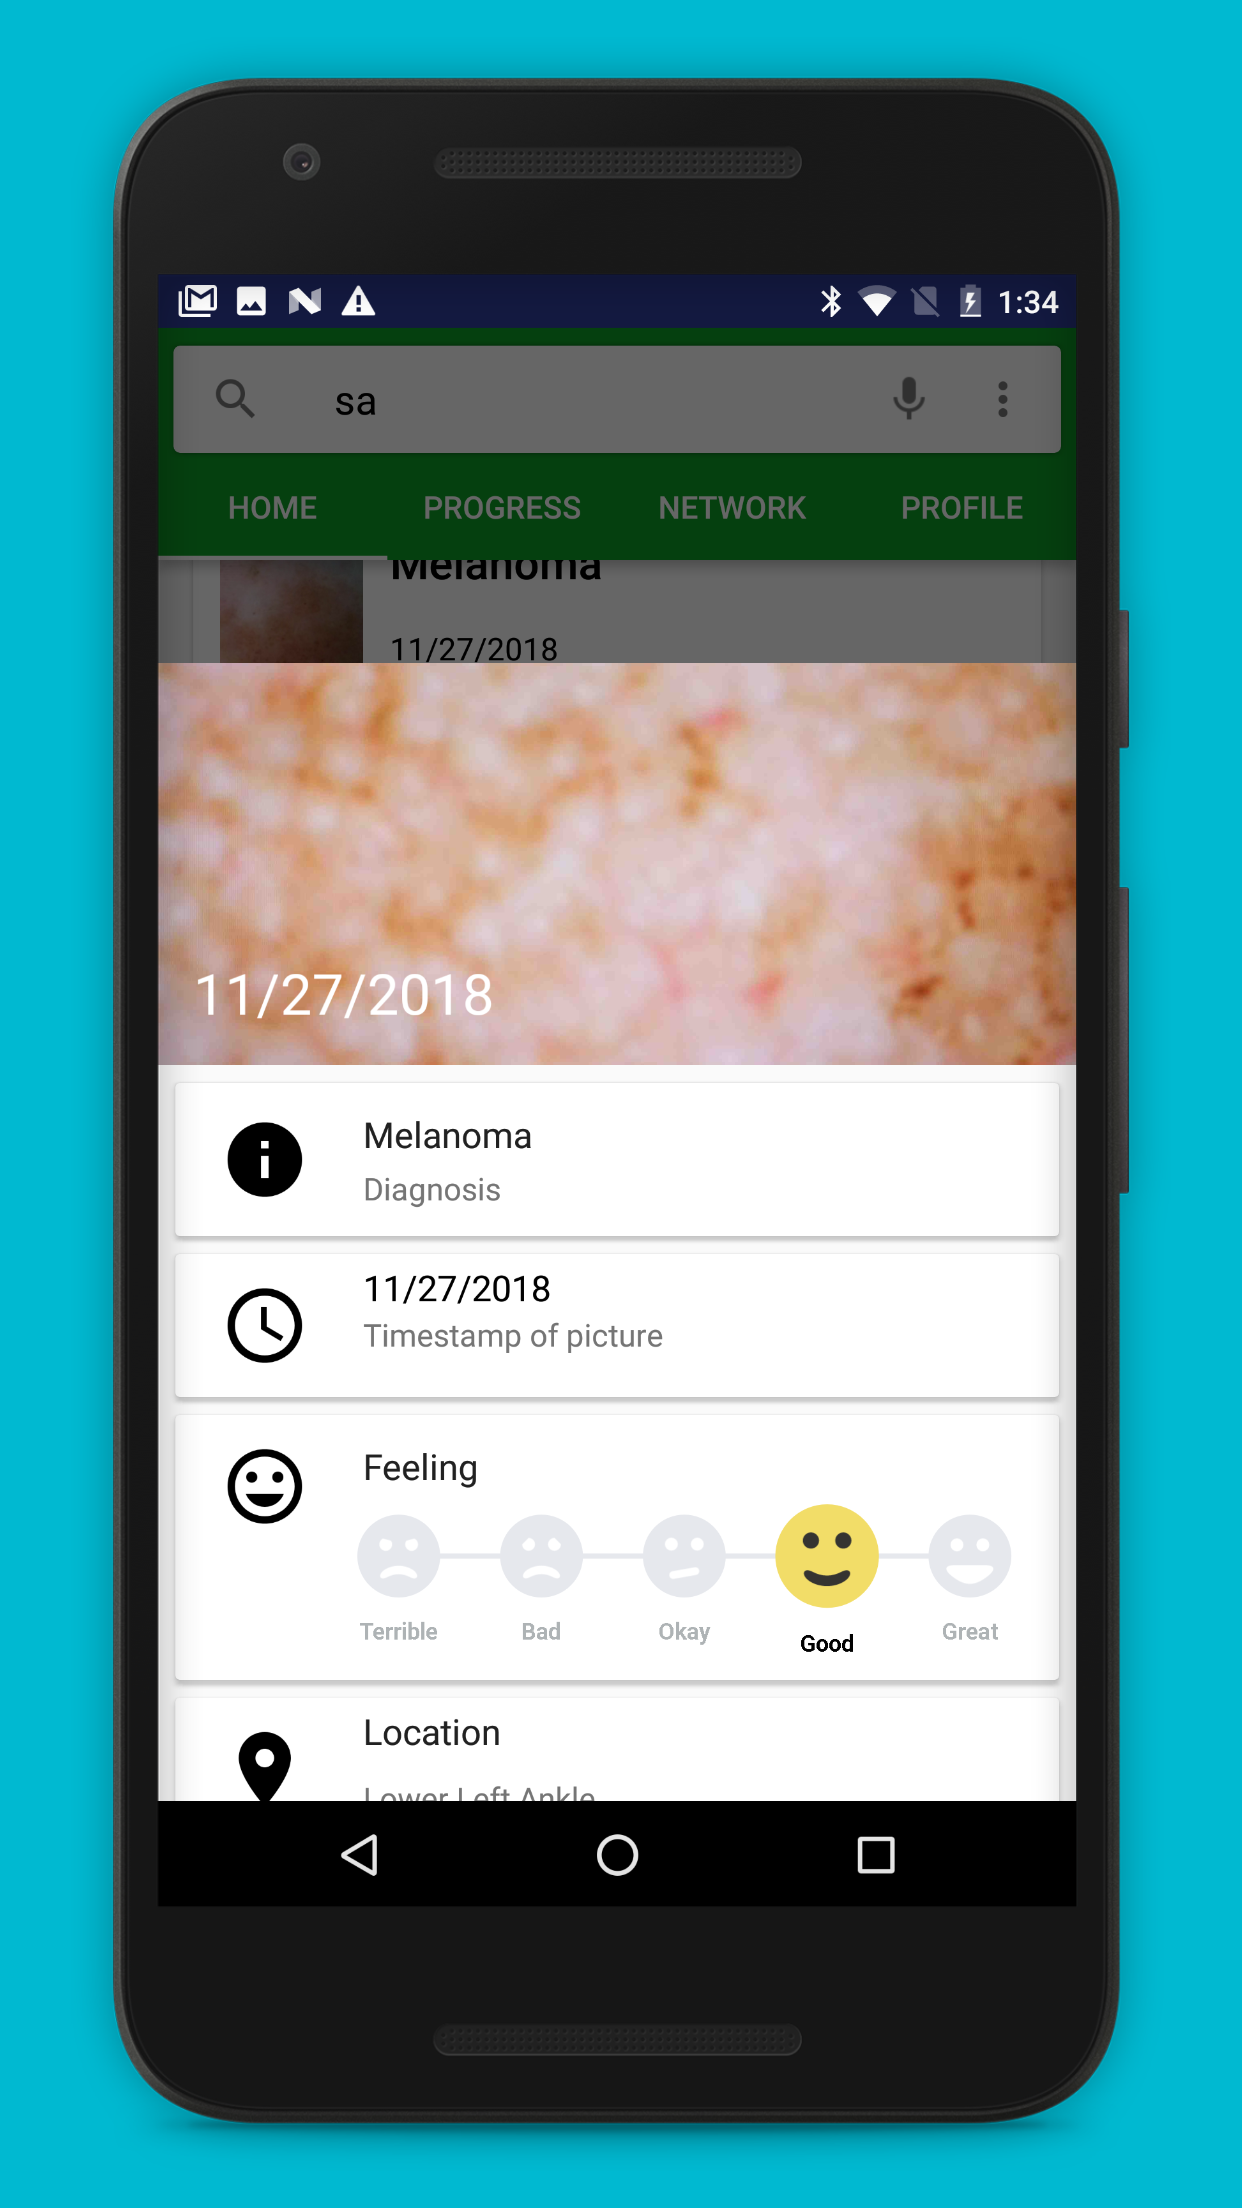 1:34
sa
HOME PROGRESS NETWORK PROFILE
Melanoma
11/27/2018
11/27/2018
Melanoma
Diagnosis
11/27/2018
Timestamp of picture
Feeling
Terrible Bad Okay Good Great
Location
Lower Left Ankle